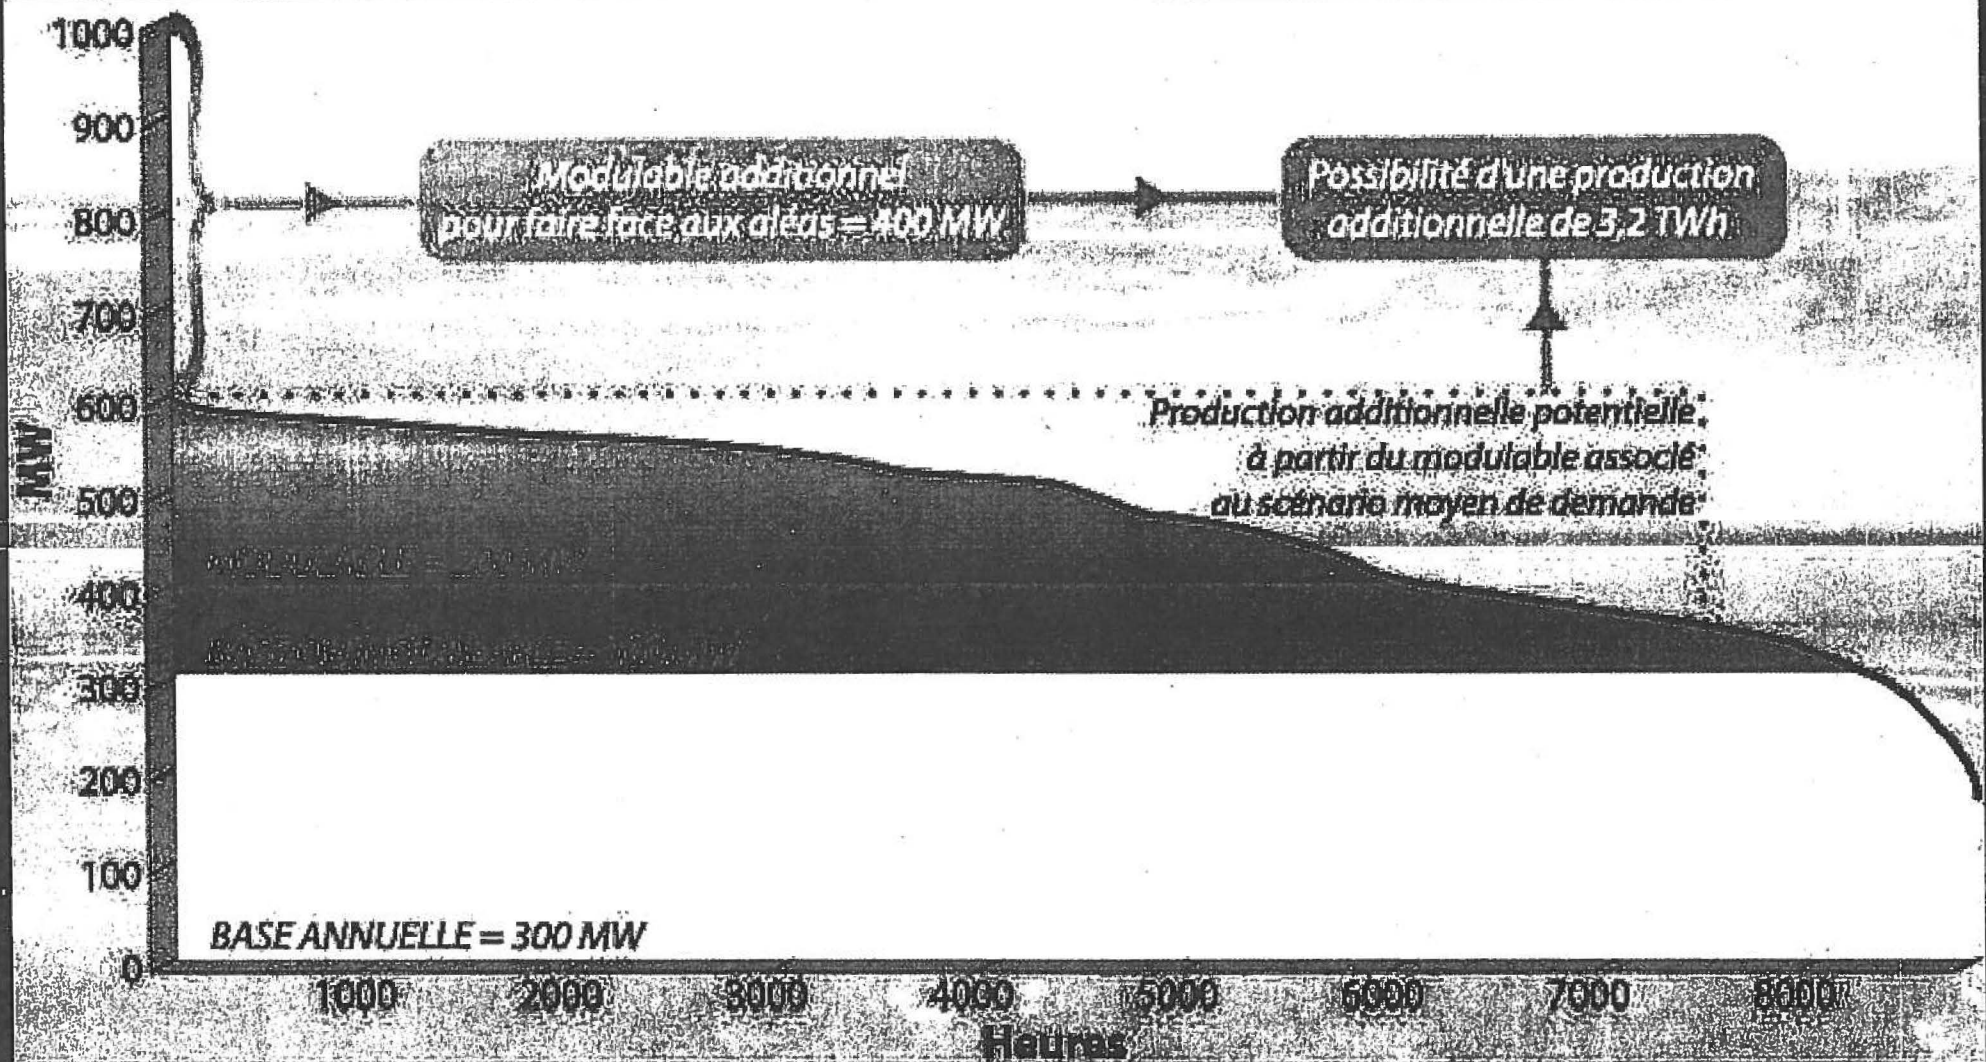 1000
900
800
700
600
500
400
300
200
100
0
MW
Modulable additionnel
pour faire face aux aléas = 400 MW
Possibilité d'une production
additionnelle de 3,2 TWh
Production additionnelle potentielle
à partir du modulable associé
au scénario moyen de demande
BASE ANNUELLE = 300 MW
1000 2000 3000 4000 5000 6000 7000 8000
Heures